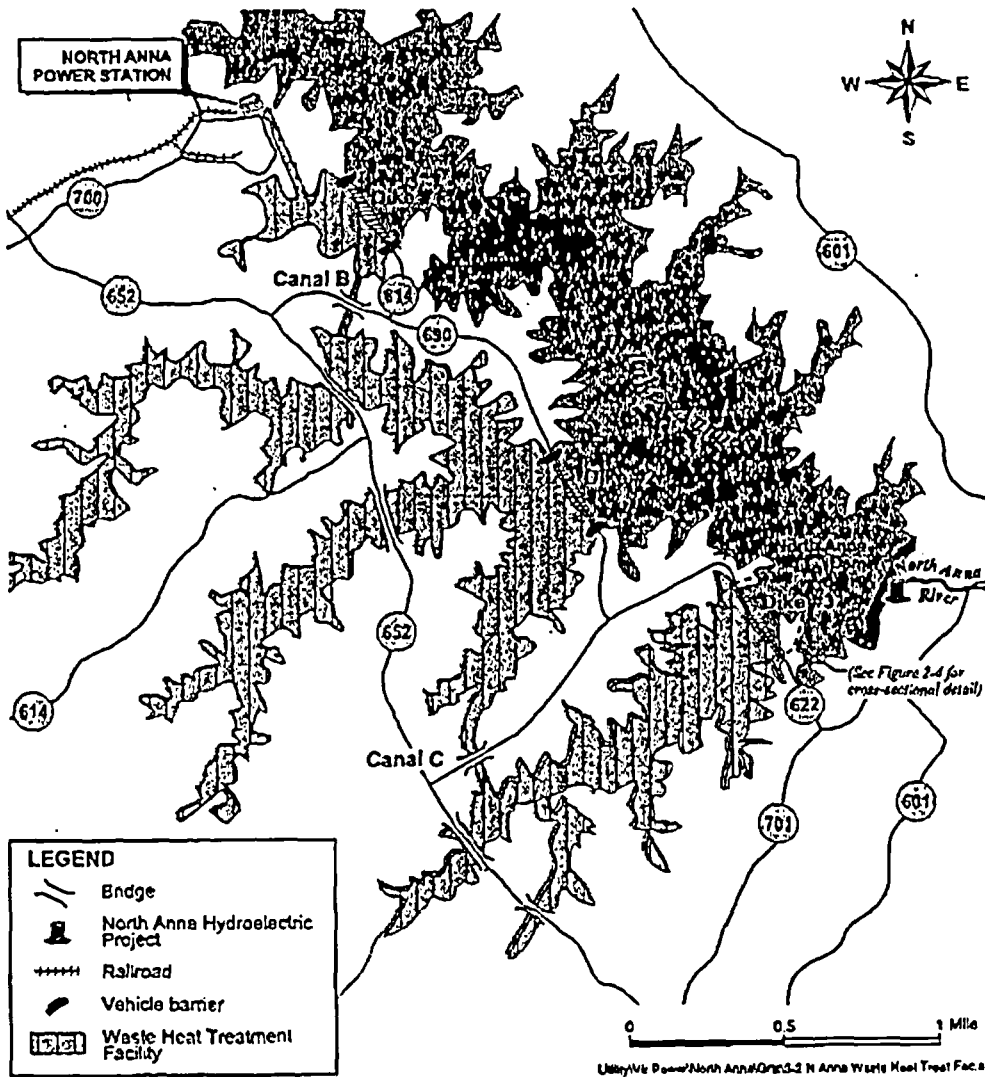 NORTH ANNA
POWER STATION
N
W E
S
700
652
Canal B
614
690
601
North Anna
River
Dike 3
(See Figure 2-4 for
cross-sectional detail)
622
652
614
Canal C
701
601
LEGEND
Bridge
North Anna Hydroelectric
Project
Railroad
Vehicle barrier
Waste Heat Treatment
Facility
0 0.5 1 Mile